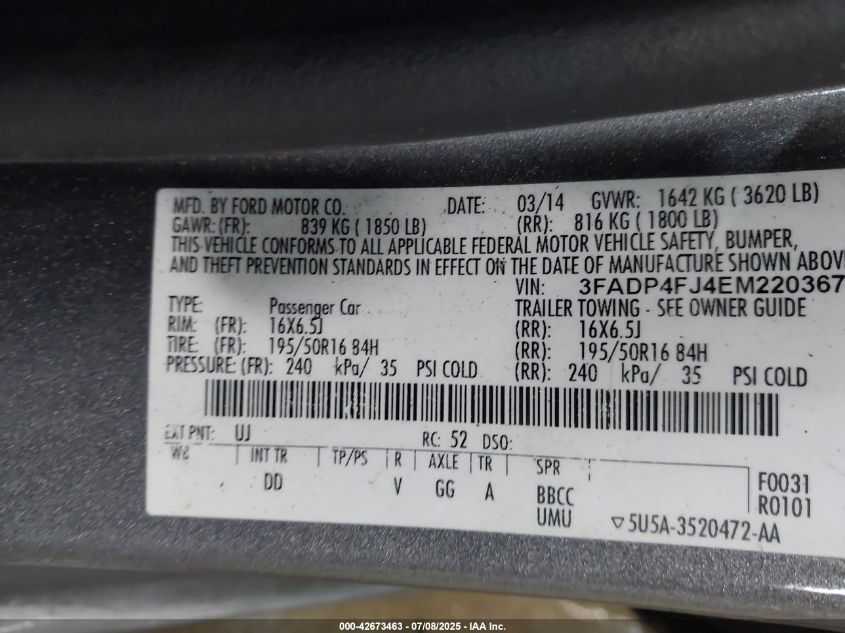 MFD. BY FORD MOTOR CO. DATE: 03/14 GVWR: 1642 KG ( 3620 LB)
GAWR: (FR): 839 KG ( 1850 LB) (RR): 816 KG ( 1800 LB)
THIS VEHICLE CONFORMS TO ALL APPLICABLE FEDERAL MOTOR VEHICLE SAFETY, BUMPER,
AND THEFT PREVENTION STANDARDS IN EFFECT ON THE DATE OF MANUFACTURE SHOWN ABOV
VIN: 3FADP4FJ4EM220367
TYPE: Passenger Car TRAILER TOWING - SEE OWNER GUIDE
RIM: (FR): 16X6.5J (RR): 16X6.5J
TIRE: (FR): 195/50R16 84H (RR): 195/50R16 84H
PRESSURE: (FR): 240 kPa/ 35 PSI COLD (RR): 240 kPa/ 35 PSI COLD
EXT PNT: UJ RC: 52 DSO:
WB INT TR TP/PS R AXLE TR SPR
DD V GG A BBCC F0031
UMU R0101
▽5U5A-3520472-AA
000-42673463 - 07/08/2025 - IAA Inc.